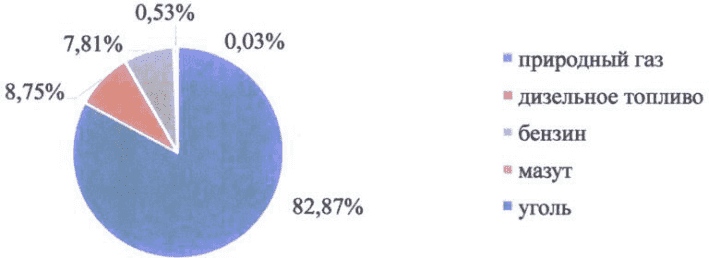 0,53%
7,81%
0,03%
8,75%
82,87%
природный газ
дизельное топливо
бензин
мазут
уголь